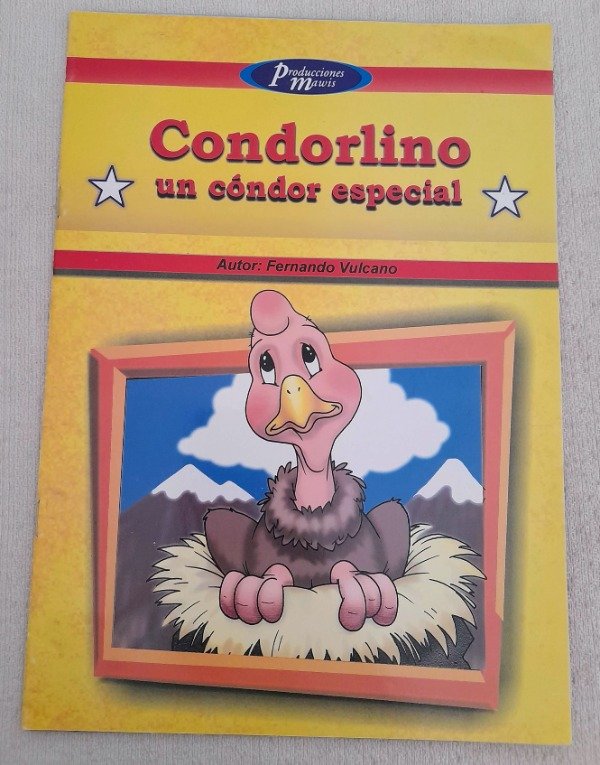 Producciones
Mawis
Condorlino
un cóndor especial
Autor: Fernando Vulcano